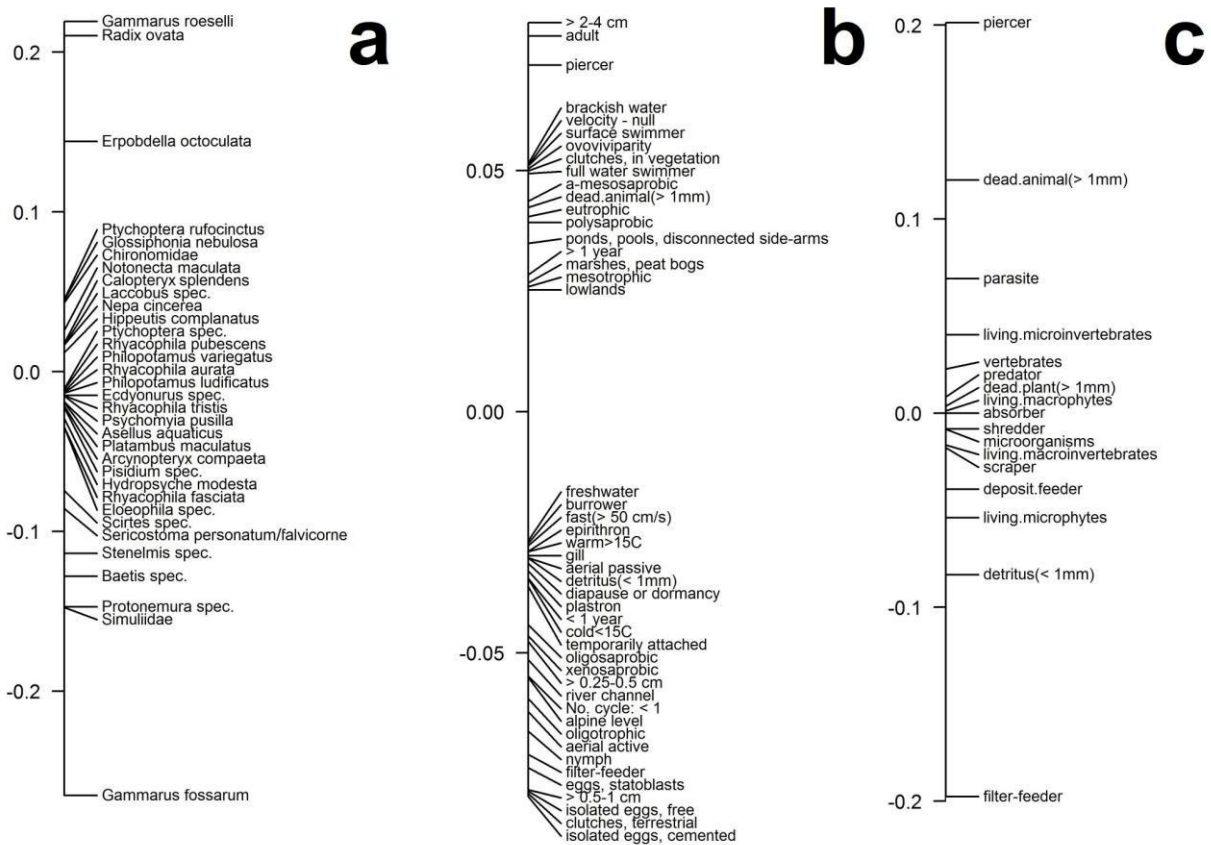 a
0.2
0.1
0.0
-0.1
-0.2
Gammarus roeselli
Radix ovata
Erpobdella octoculata
Ptychoptera rufocinctus
Glossiphonia nebulosa
Chironomidae
Notonecta maculata
Calopteryx splendens
Laccobus spec.
Nepa cincerea
Hippeutis complanatus
Ptychoptera spec.
Rhyacophila pubescens
Philopotamus variegatus
Rhyacophila aurata
Philopotamus ludificatus
Ecdyonurus spec.
Rhyacophila tristis
Psychomyia pusilla
Asellus aquaticus
Platambus maculatus
Arcynopteryx compaeta
Pisidium spec.
Hydropsyche modesta
Rhyacophila fasciata
Eloeophila spec.
Scirtes spec.
Sericostoma personatum/falvicorne
Stenelmis spec.
Baetis spec.
Protonemura spec.
Simuliidae
Gammarus fossarum
b
0.05
0.00
-0.05
> 2-4 cm
adult
piercer
brackish water
velocity - null
surface swimmer
ovoviviparity
clutches, in vegetation
full water swimmer
a-mesosaprobic
dead.animal(> 1mm)
eutrophic
polysaprobic
ponds, pools, disconnected side-arms
> 1 year
marshes, peat bogs
mesotrophic
lowlands
freshwater
burrower
fast(> 50 cm/s)
epirithron
warm>15C
gill
aerial passive
detritus(< 1mm)
diapause or dormancy
plastron
< 1 year
cold<15C
temporarily attached
oligosaprobic
xenosaprobic
> 0.25-0.5 cm
river channel
No. cycle: < 1
alpine level
oligotrophic
aerial active
nymph
filter-feeder
eggs, statoblasts
> 0.5-1 cm
isolated eggs, free
clutches, terrestrial
isolated eggs, cemented
c
0.2
0.1
0.0
-0.1
-0.2
piercer
dead.animal(> 1mm)
parasite
living.microinvertebrates
vertebrates
predator
dead.plant(> 1mm)
living.macrophytes
absorber
shredder
microorganisms
living.macroinvertebrates
scraper
deposit.feeder
living.microphytes
detritus(< 1mm)
filter-feeder